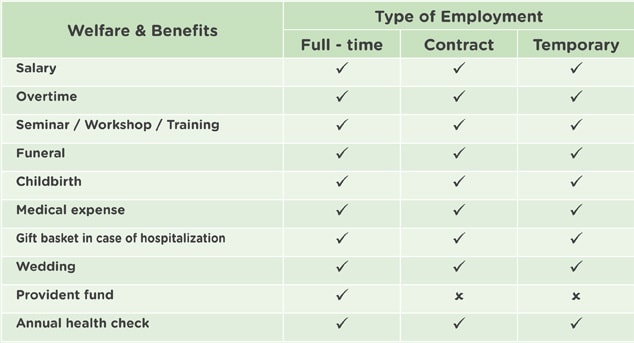 Welfare & Benefits
Type of Employment
Full - time Contract Temporary
Salary ✓ ✓ ✓
Overtime ✓ ✓ ✓
Seminar / Workshop / Training ✓ ✓ ✓
Funeral ✓ ✓ ✓
Childbirth ✓ ✓ ✓
Medical expense ✓ ✓ ✓
Gift basket in case of hospitalization ✓ ✓ ✓
Wedding ✓ ✓ ✓
Provident fund ✓ ✗ ✗
Annual health check ✓ ✓ ✓